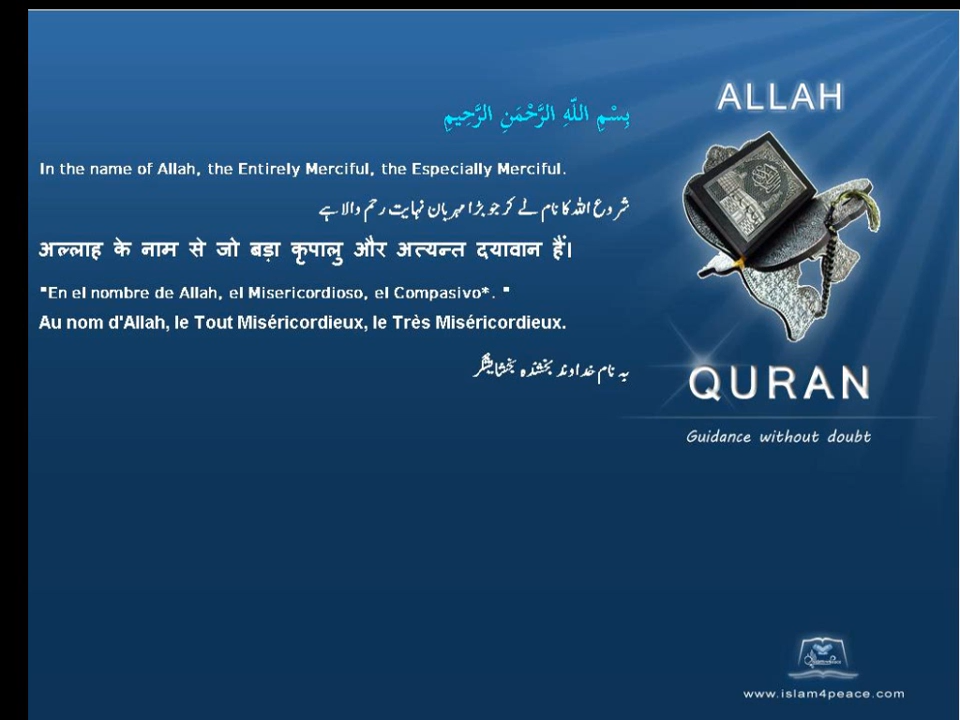 بِسْمِ اللَّهِ الرَّحْمَنِ الرَّحِيمِ
In the name of Allah, the Entirely Merciful, the Especially Merciful.
شروع الله کا نام لے کر جو بڑا مہربان نہایت رحم والا ہے
अल्लाह के नाम से जो बड़ा कृपालु और अत्यन्त दयावान हैं।
"En el nombre de Allah, el Misericordioso, el Compasivo*. "
Au nom d'Allah, le Tout Miséricordieux, le Très Miséricordieux.
به نام خداوند بخشنده بخشایشگر
ALLAH
QURAN
Guidance without doubt
www.islam4peace.com